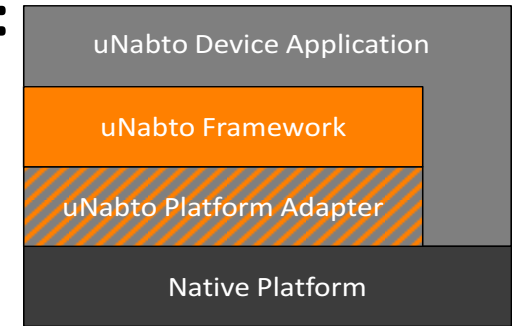 uNabto Device Application
uNabto Framework
uNabto Platform Adapter
Native Platform